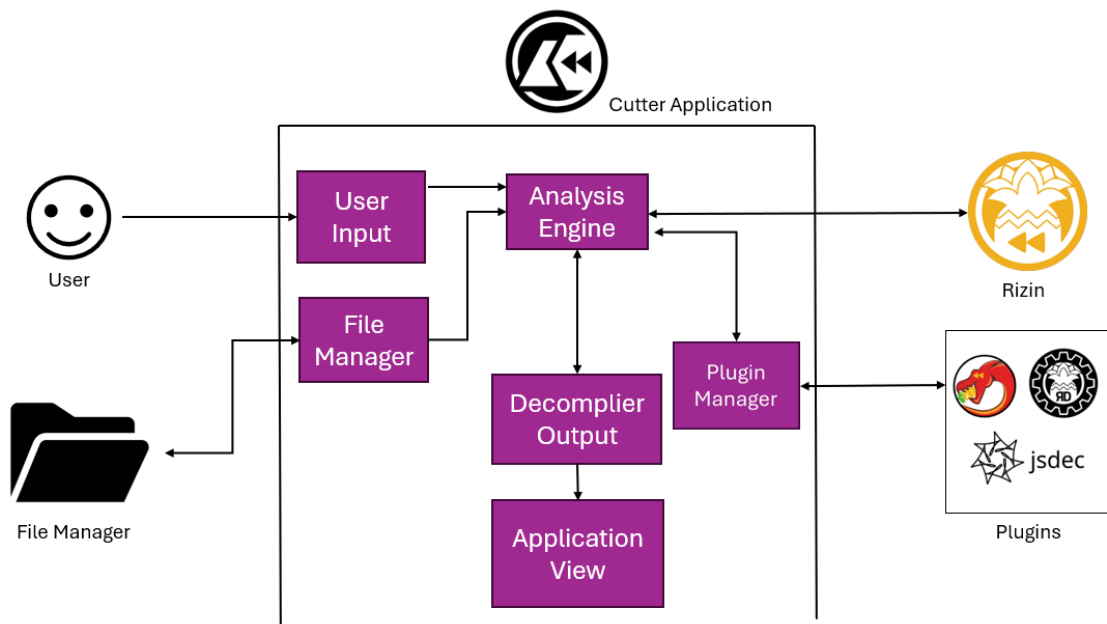 Cutter Application
User
Input
Analysis
Engine
User
Rizin
File
Manager
Plugin
Manager
Decomplier
Output
jsdec
File Manager
Application
View
Plugins